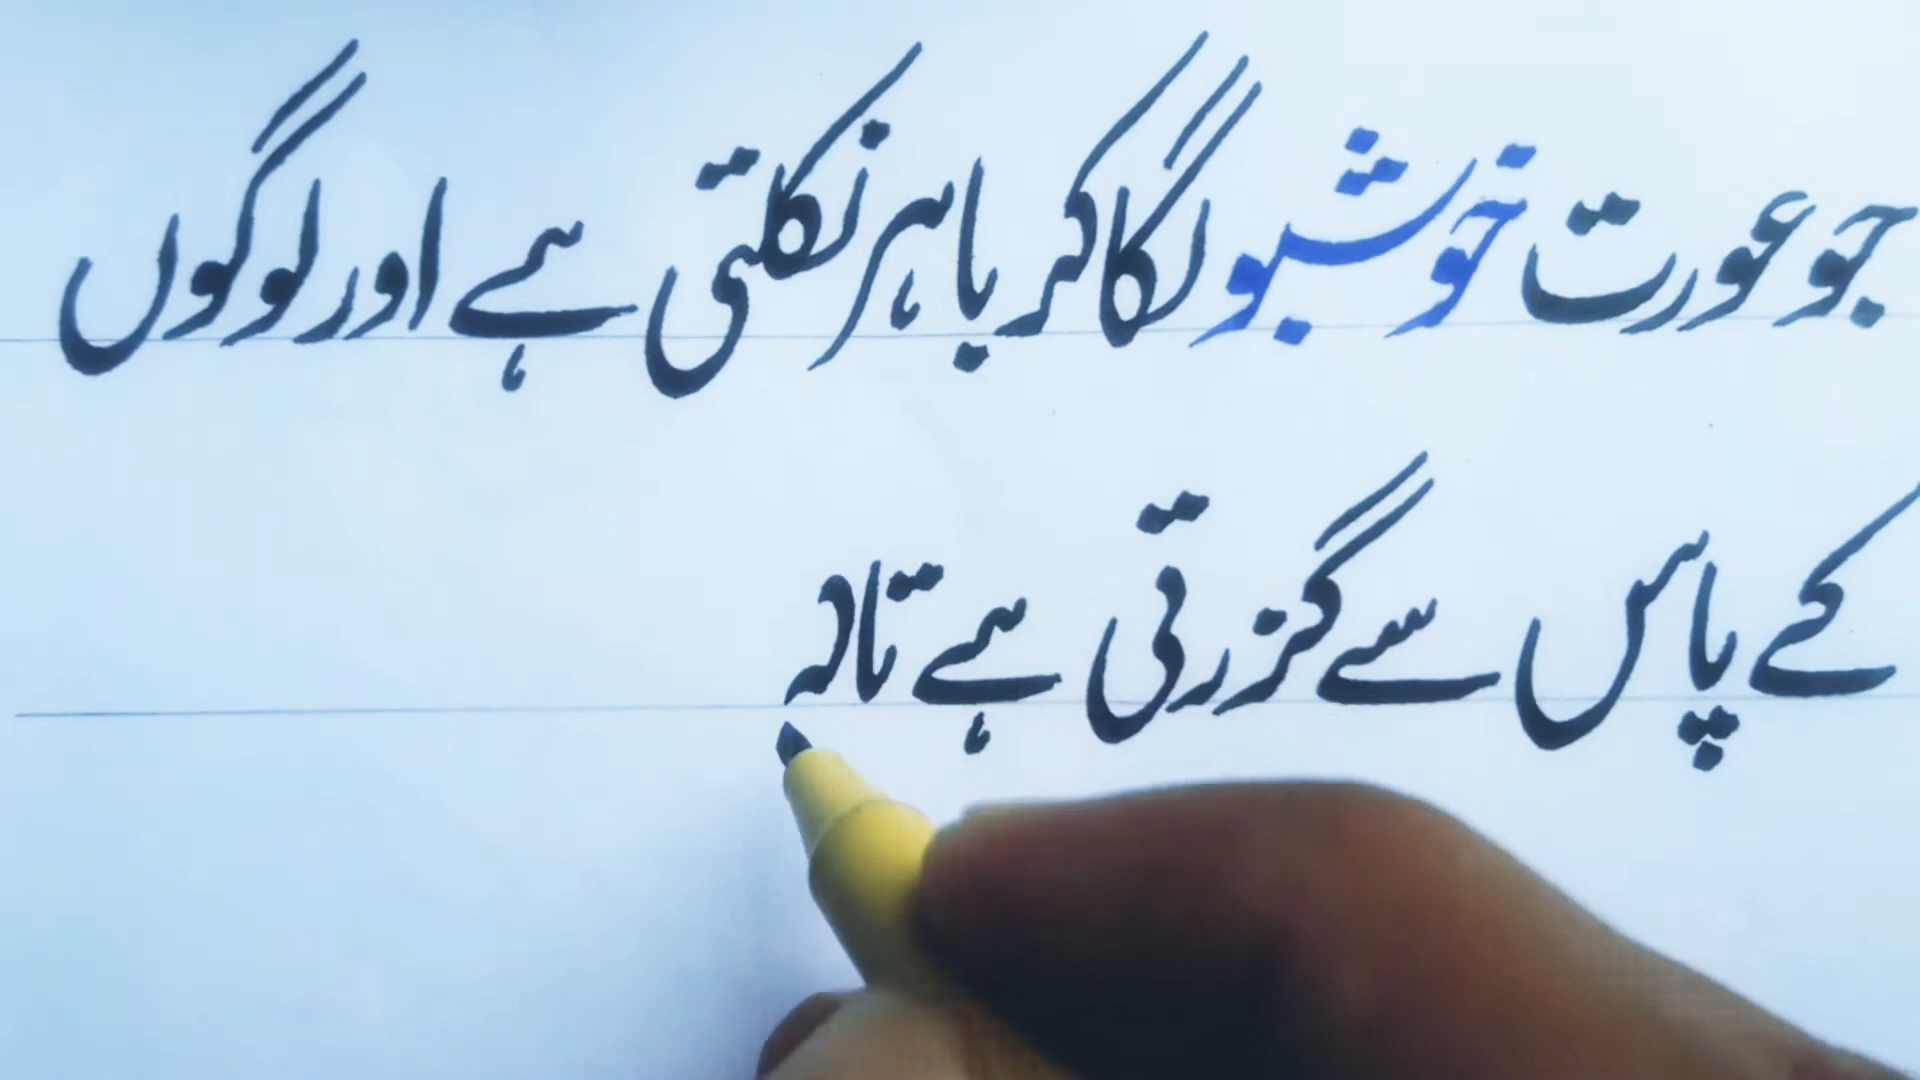 جو عورت خوشبو لگا کر باہر نکلتی ہے اور لوگوں
کے پاس سے گزرتی ہے تاکہ